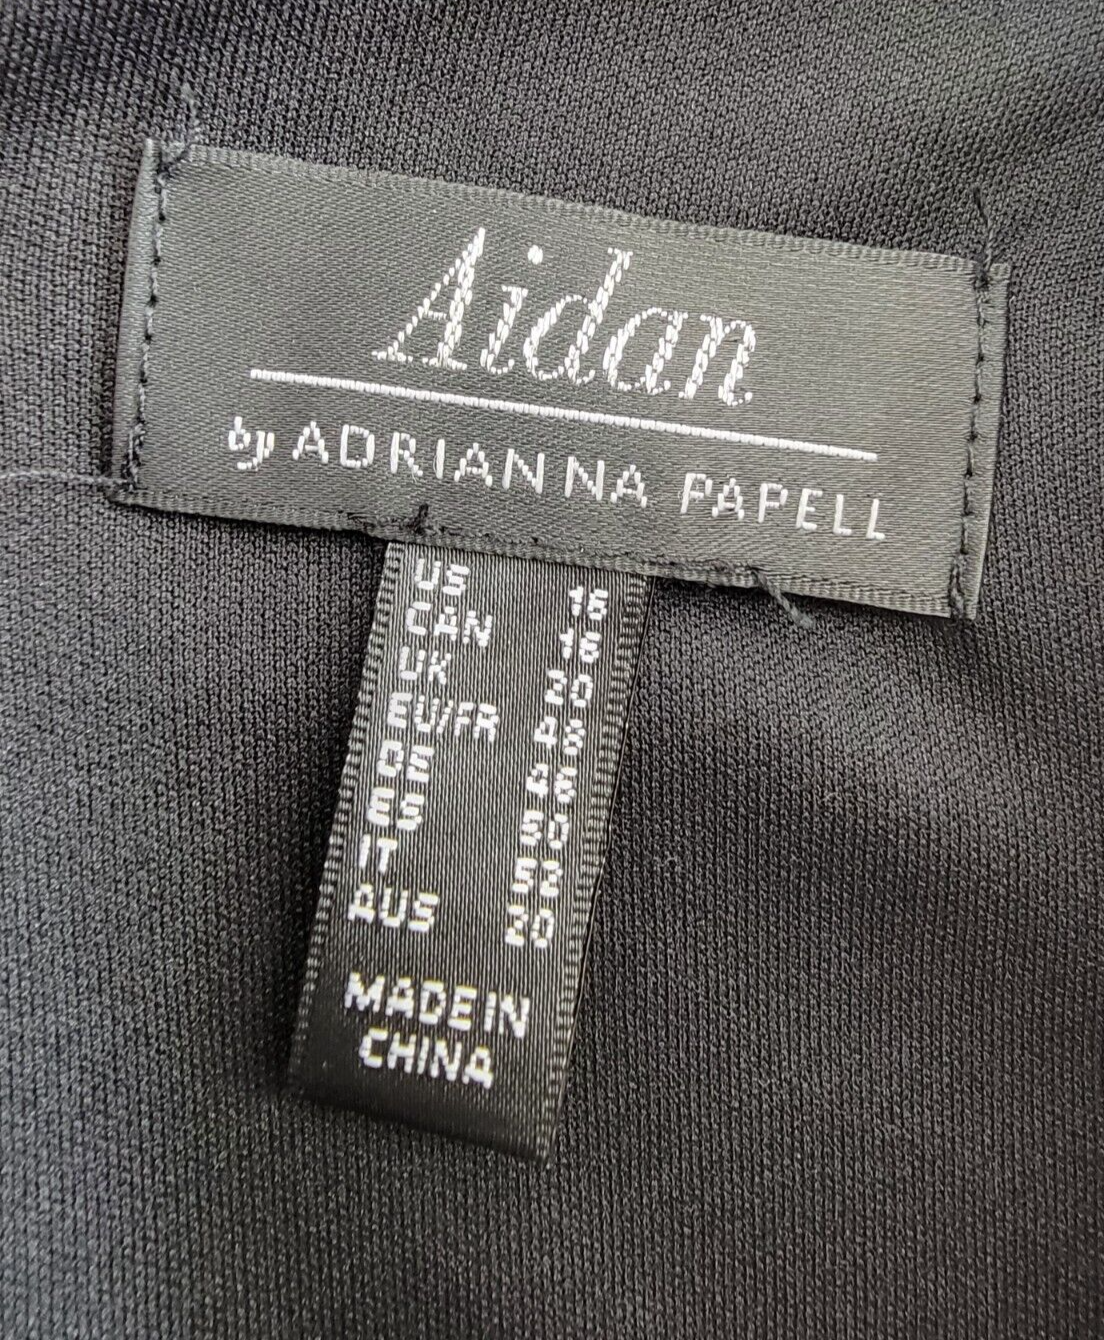 Aidan
by ADRIANNA PAPELL
US 16
CAN 16
UK 20
EU/FR 48
DE 46
ES 50
IT 52
AUS 20
MADE IN
CHINA